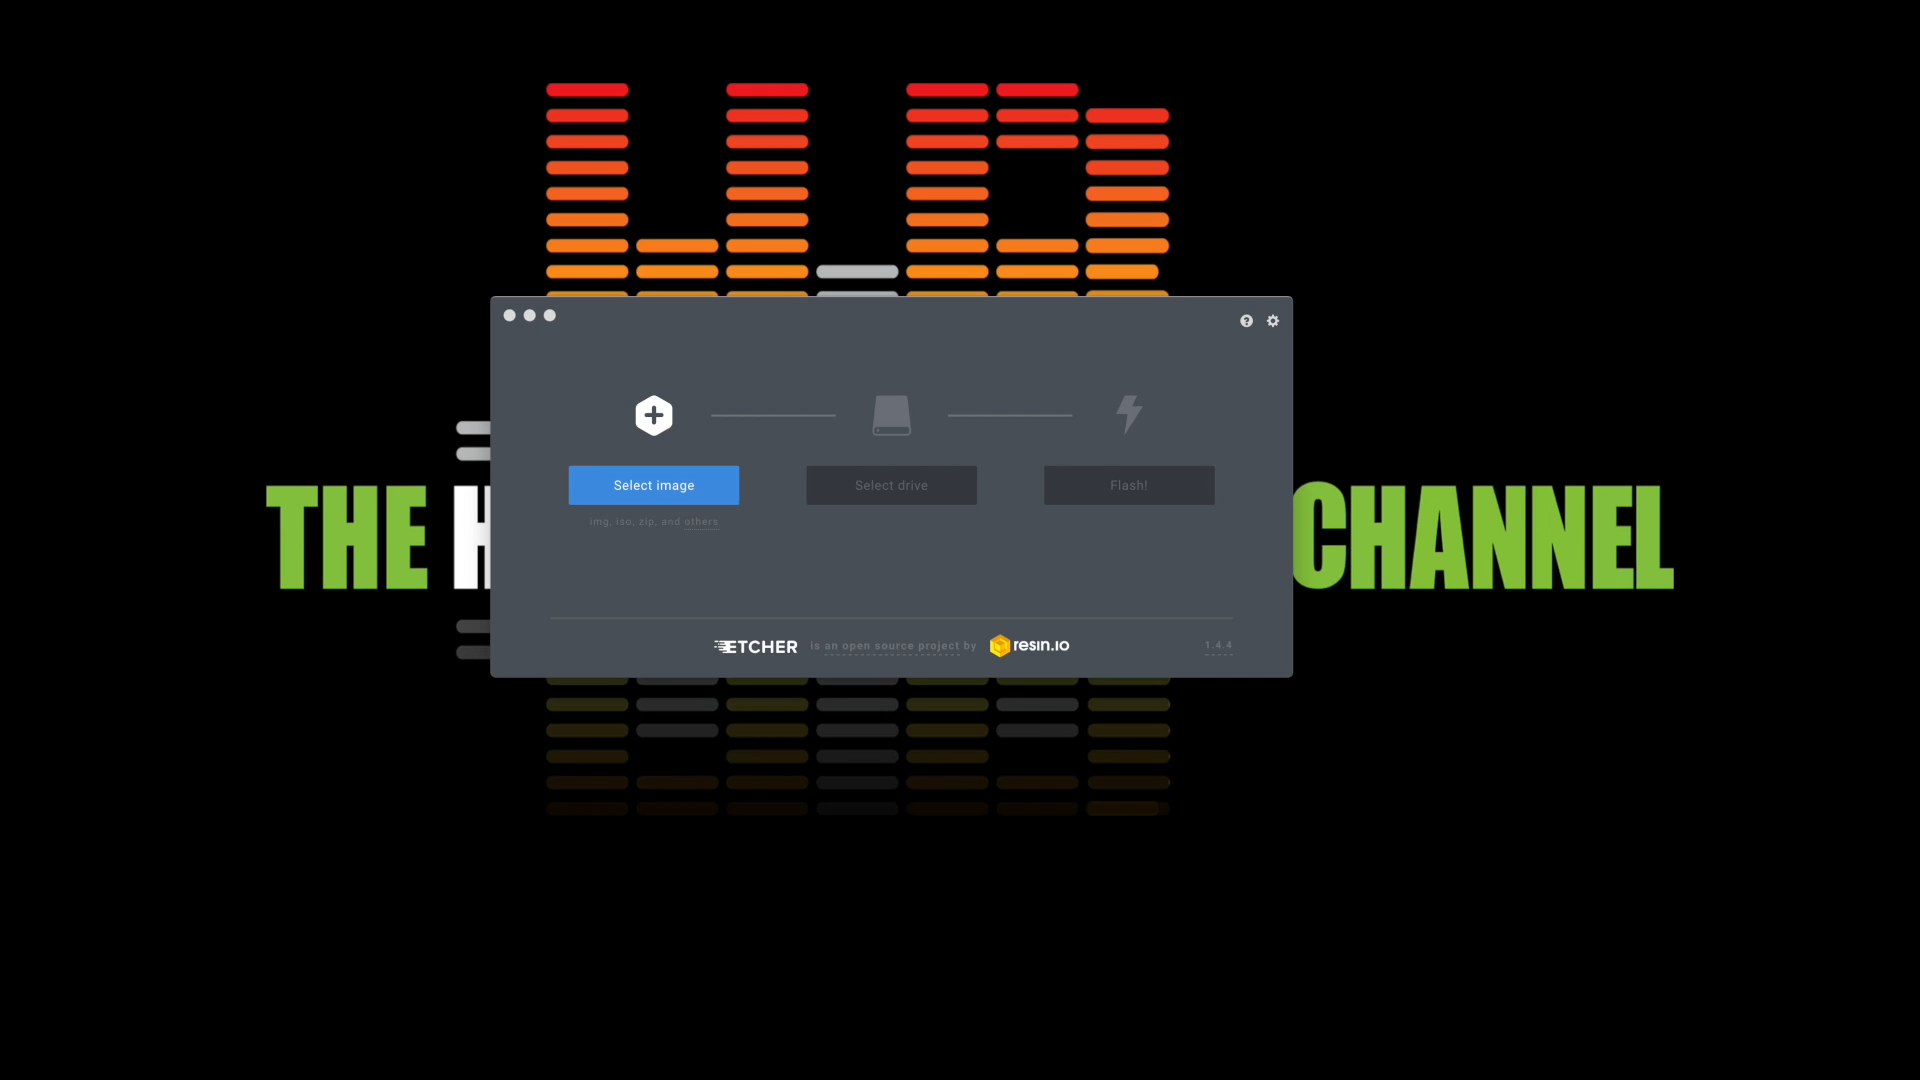 THE H
CHANNEL
Select image
Select drive
Flash!
img, iso, zip, and others
ETCHER is an open source project by resin.io
1.4.4